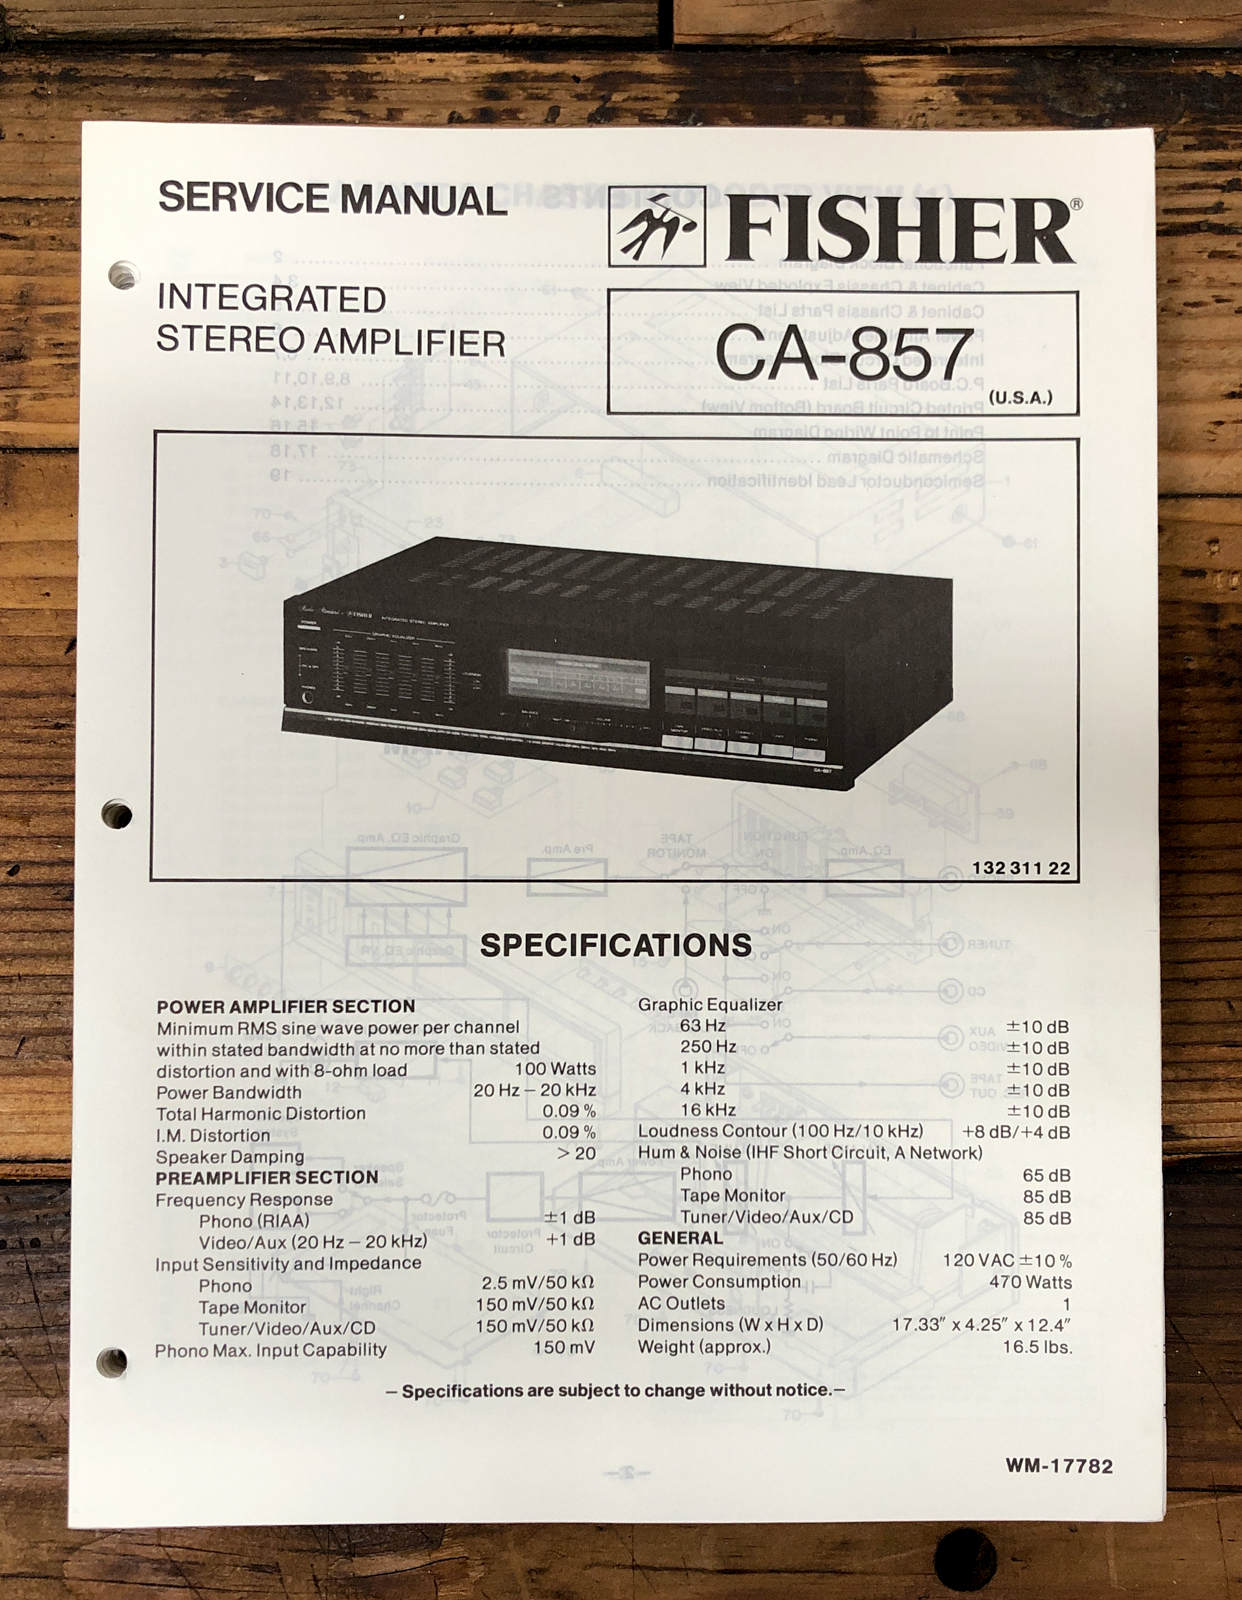 SERVICE MANUAL
FISHER®
INTEGRATED
STEREO AMPLIFIER
CA-857
(U.S.A.)
FISHER INTEGRATED STEREO AMPLIFIER
POWER
GRAPHIC EQUALIZER
CA-857
132 311 22
SPECIFICATIONS
POWER AMPLIFIER SECTION
Minimum RMS sine wave power per channel
within stated bandwidth at no more than stated
distortion and with 8-ohm load 100 Watts
Power Bandwidth 20 Hz – 20 kHz
Total Harmonic Distortion 0.09 %
I.M. Distortion 0.09 %
Speaker Damping > 20
PREAMPLIFIER SECTION
Frequency Response
Phono (RIAA) ±1 dB
Video/Aux (20 Hz – 20 kHz) +1 dB
Input Sensitivity and Impedance
Phono 2.5 mV/50 kΩ
Tape Monitor 150 mV/50 kΩ
Tuner/Video/Aux/CD 150 mV/50 kΩ
Phono Max. Input Capability 150 mV
Graphic Equalizer
63 Hz ±10 dB
250 Hz ±10 dB
1 kHz ±10 dB
4 kHz ±10 dB
16 kHz ±10 dB
Loudness Contour (100 Hz/10 kHz) +8 dB/+4 dB
Hum & Noise (IHF Short Circuit, A Network)
Phono 65 dB
Tape Monitor 85 dB
Tuner/Video/Aux/CD 85 dB
GENERAL
Power Requirements (50/60 Hz) 120 VAC ±10 %
Power Consumption 470 Watts
AC Outlets 1
Dimensions (W x H x D) 17.33″ x 4.25″ x 12.4″
Weight (approx.) 16.5 lbs.
– Specifications are subject to change without notice.–
WM-17782